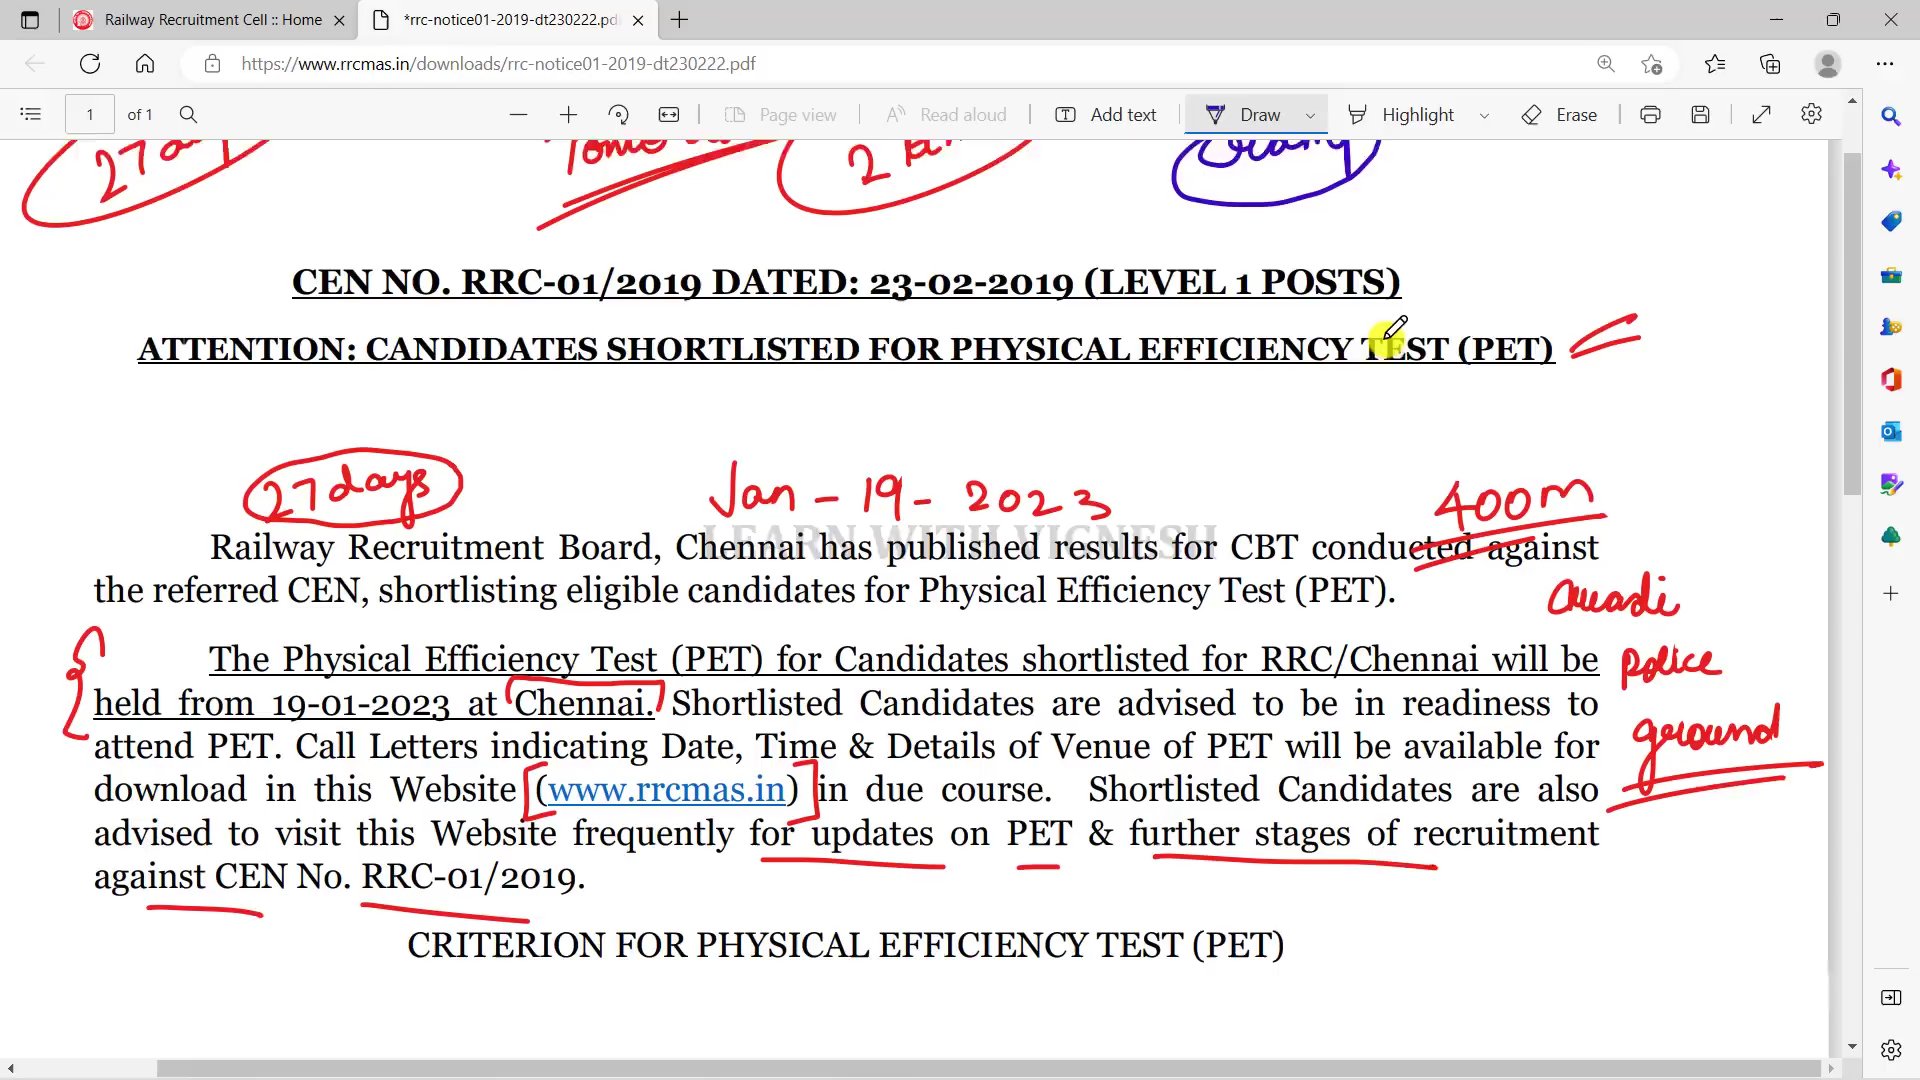 Railway Recruitment Cell :: Home
*rrc-notice01-2019-dt230222.pd
https://www.rrcmas.in/downloads/rrc-notice01-2019-dt230222.pdf
1 of 1 Page view Read aloud Add text Draw Highlight Erase
2 km
CEN NO. RRC-01/2019 DATED: 23-02-2019 (LEVEL 1 POSTS)
ATTENTION: CANDIDATES SHORTLISTED FOR PHYSICAL EFFICIENCY TEST (PET)
27 days Jan - 19 - 2023 400m
LEARN WITH VIGNESH
Railway Recruitment Board, Chennai has published results for CBT conducted against
the referred CEN, shortlisting eligible candidates for Physical Efficiency Test (PET).
The Physical Efficiency Test (PET) for Candidates shortlisted for RRC/Chennai will be
held from 19-01-2023 at Chennai. Shortlisted Candidates are advised to be in readiness to
attend PET. Call Letters indicating Date, Time & Details of Venue of PET will be available for
download in this Website (www.rrcmas.in) in due course. Shortlisted Candidates are also
advised to visit this Website frequently for updates on PET & further stages of recruitment
against CEN No. RRC-01/2019.
police
ground
CRITERION FOR PHYSICAL EFFICIENCY TEST (PET)